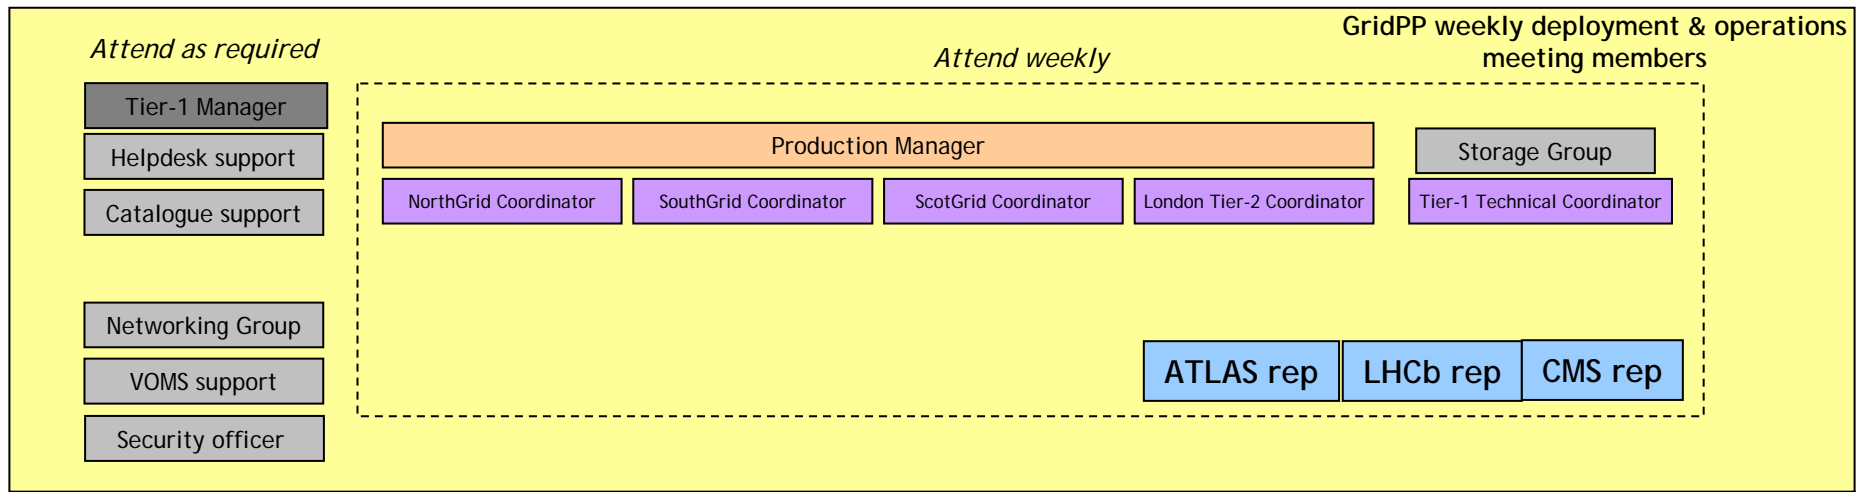 GridPP weekly deployment & operations
meeting members
Attend as required
Attend weekly
Tier-1 Manager
Helpdesk support
Catalogue support
Networking Group
VOMS support
Security officer
Production Manager
Storage Group
NorthGrid Coordinator
SouthGrid Coordinator
ScotGrid Coordinator
London Tier-2 Coordinator
Tier-1 Technical Coordinator
ATLAS rep
LHCb rep
CMS rep